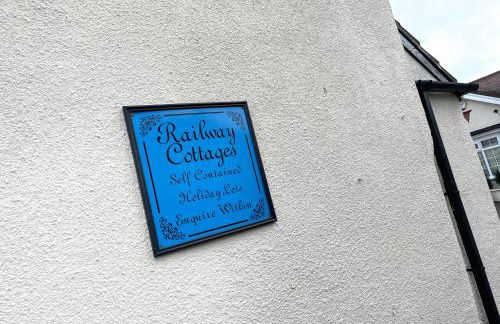 Railway
Cottages
Self Contained
Holiday Lets
Enquire Within